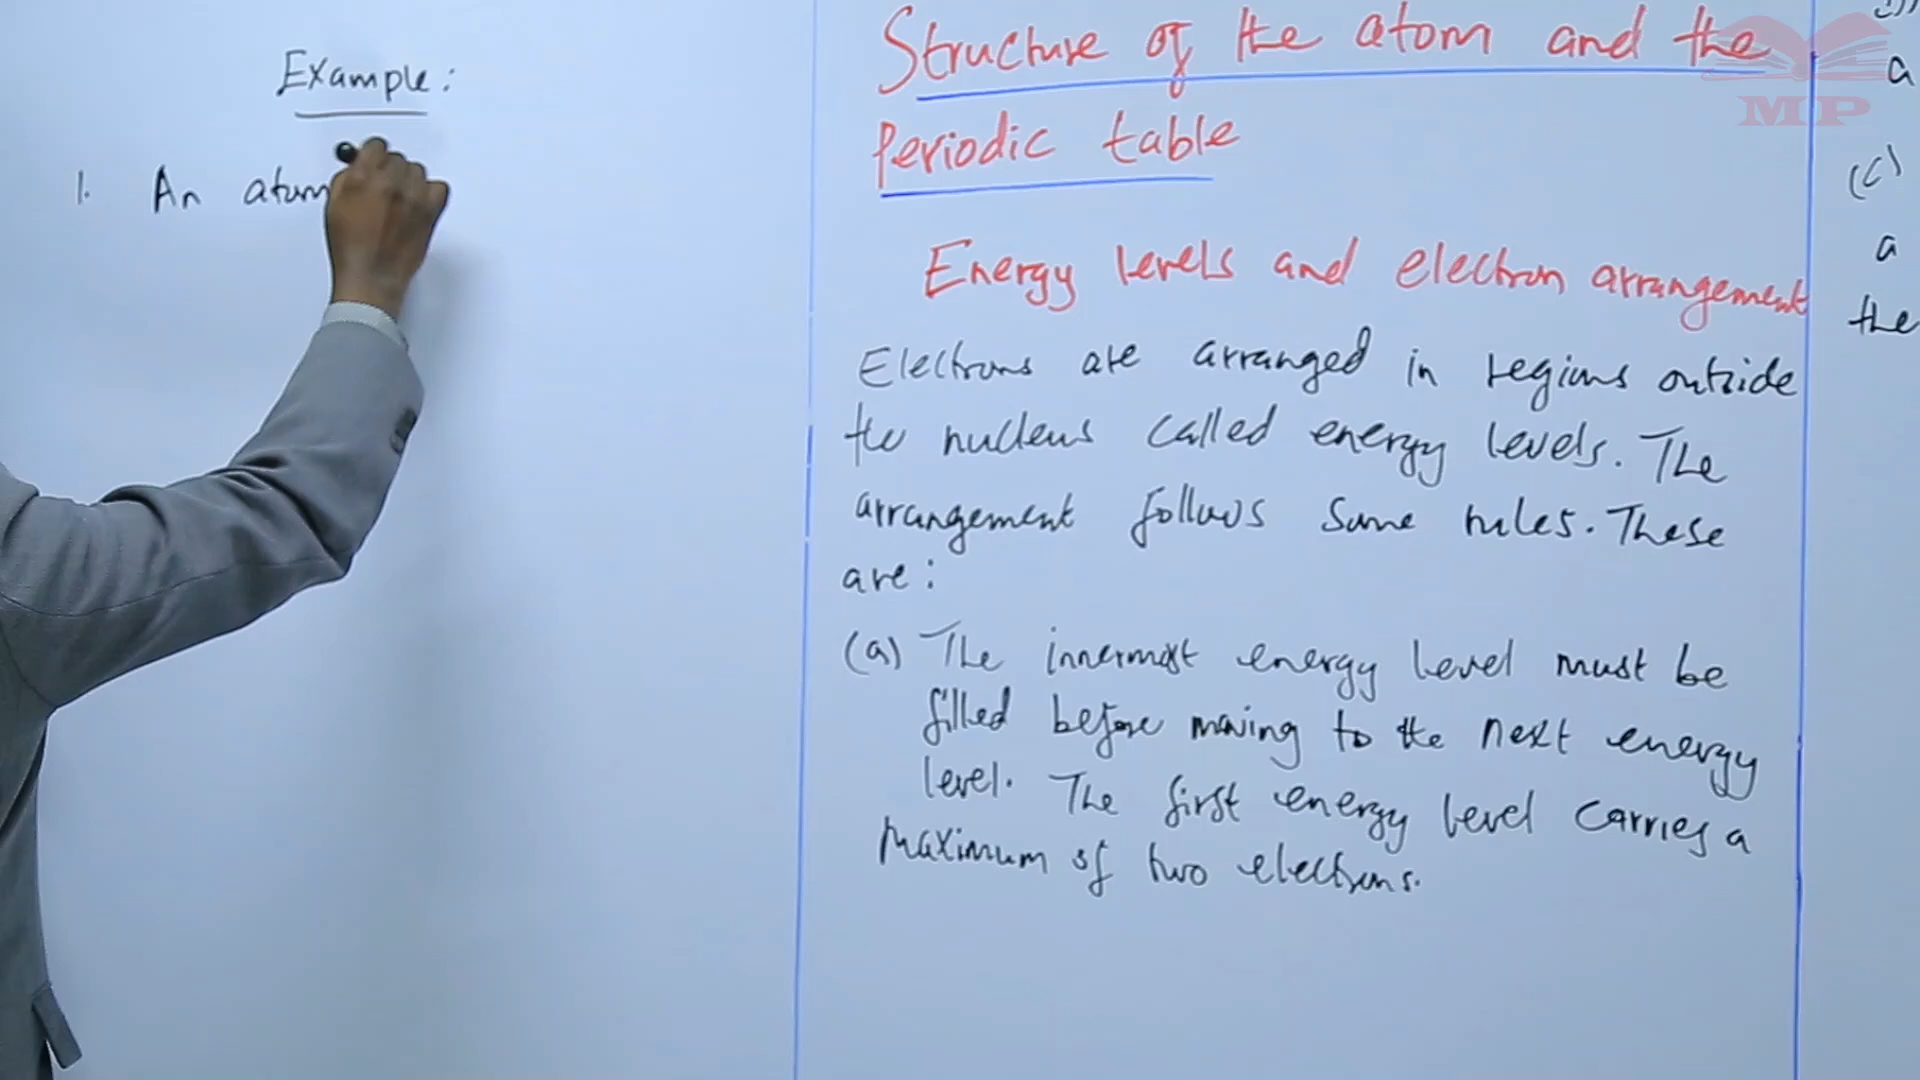 Example:
1. An atom
Structure of the atom and the
Periodic table
Energy levels and electron arrangement
Electrons are arranged in regions outside
the nucleus called energy levels. The
arrangement follows some rules. These
are:
(a) The innermost energy level must be
filled before moving to the next energy
level. The first energy level carries a
maximum of two electrons.
MP
a
(c)
a
the